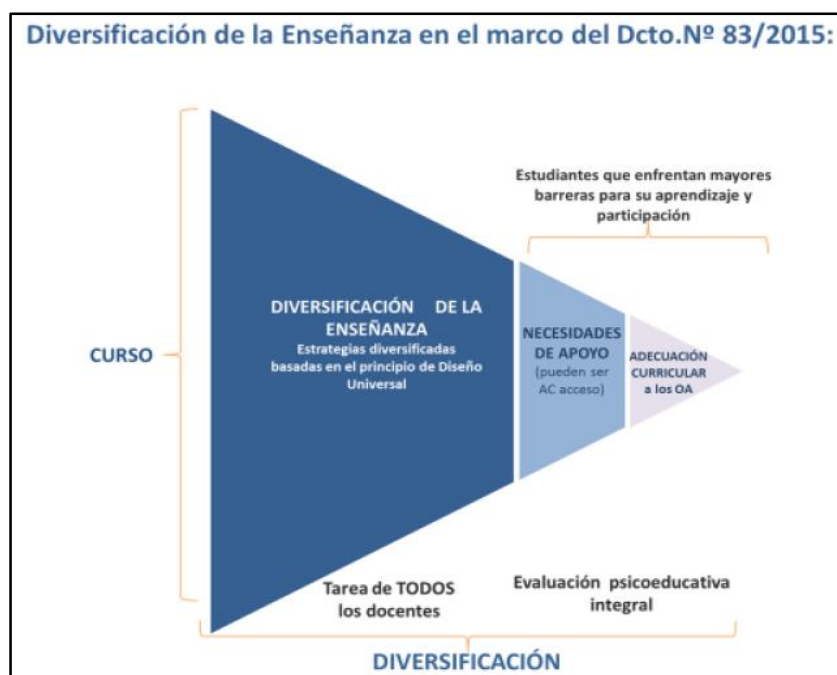 Diversificación de la Enseñanza en el marco del Dcto.Nº 83/2015:
Estudiantes que enfrentan mayores
barreras para su aprendizaje y
participación
CURSO
DIVERSIFICACIÓN DE LA
ENSEÑANZA
Estrategias diversificadas
basadas en el principio de Diseño
Universal
NECESIDADES
DE APOYO
(pueden ser
AC acceso)
ADECUACIÓN
CURRICULAR
a los OA
Tarea de TODOS
los docentes
Evaluación psicoeducativa
integral
DIVERSIFICACIÓN